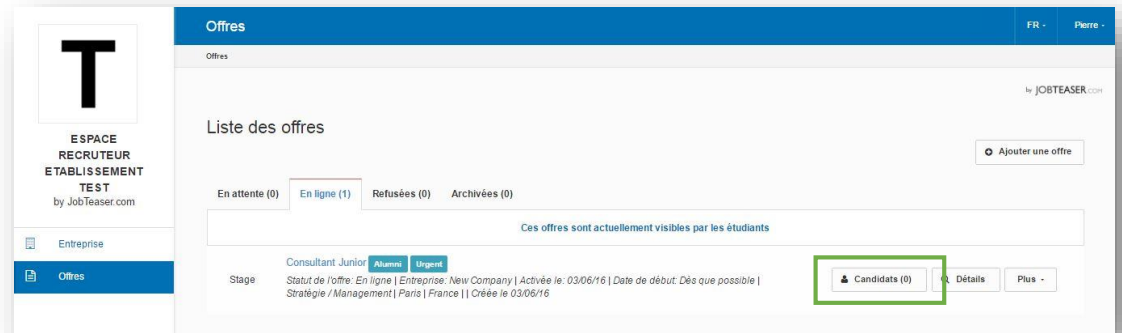 T
ESPACE
RECRUTEUR
ETABLISSEMENT
TEST
by JobTeaser.com
Entreprise
Offres
Offres
FR
Pierre
Offres
by JOBTEASER.COM
Liste des offres
Ajouter une offre
En attente (0) En ligne (1) Refusées (0) Archivées (0)
Ces offres sont actuellement visibles par les étudiants
Stage
Consultant Junior Alumni Urgent
Statut de l'offre: En ligne | Entreprise: New Company | Activée le: 03/06/16 | Date de début: Dès que possible |
Stratégie / Management | Paris | France | | Créée le 03/06/16
Candidats (0) Détails Plus